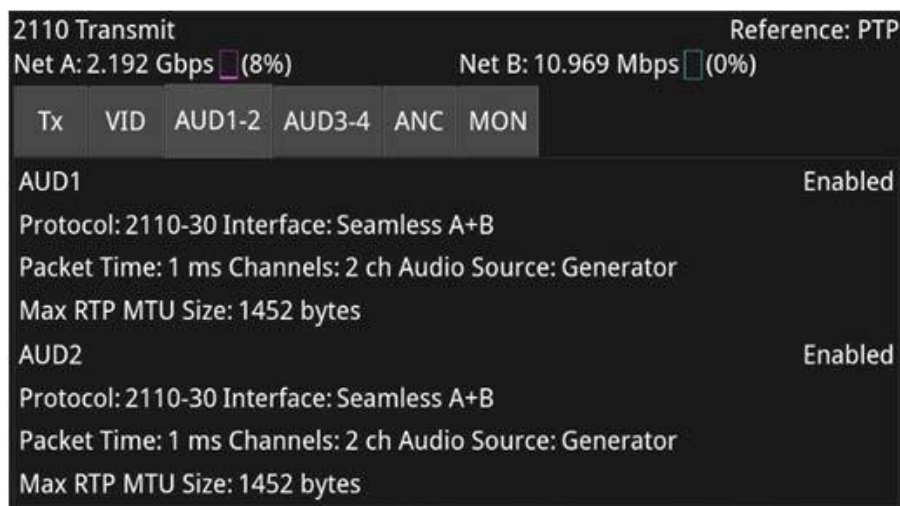 2110 Transmit Reference: PTP
Net A: 2.192 Gbps (8%) Net B: 10.969 Mbps (0%)
Tx VID AUD1-2 AUD3-4 ANC MON
AUD1 Enabled
Protocol: 2110-30 Interface: Seamless A+B
Packet Time: 1 ms Channels: 2 ch Audio Source: Generator
Max RTP MTU Size: 1452 bytes
AUD2 Enabled
Protocol: 2110-30 Interface: Seamless A+B
Packet Time: 1 ms Channels: 2 ch Audio Source: Generator
Max RTP MTU Size: 1452 bytes